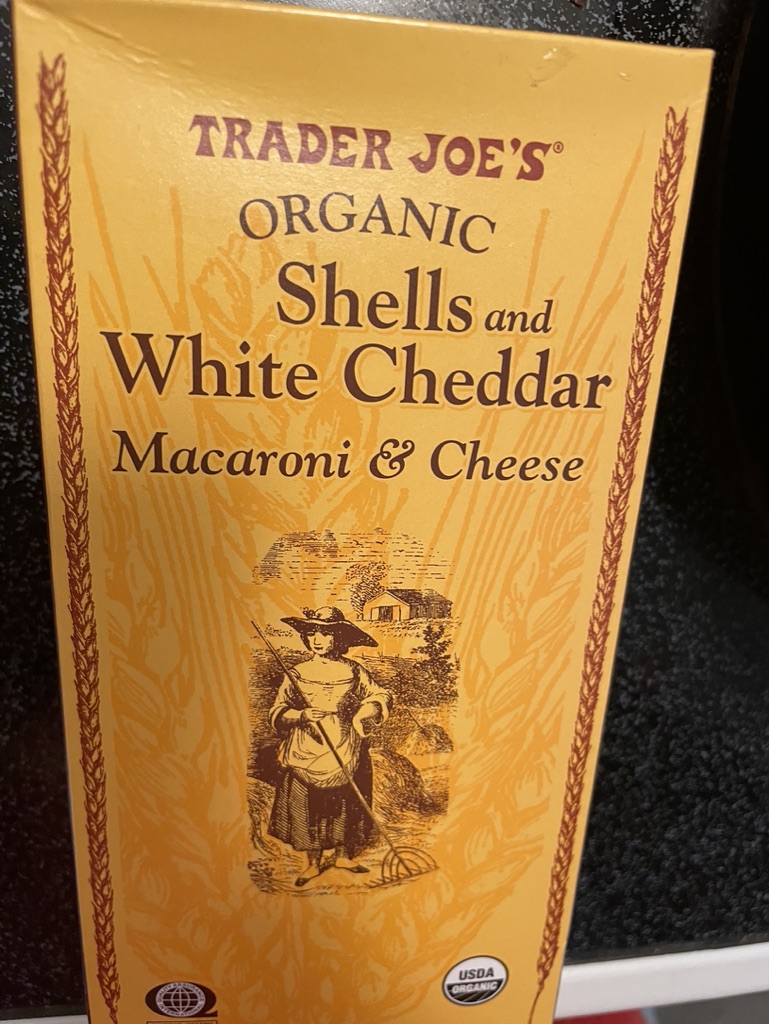 TRADER JOE'S®
ORGANIC
Shells and
White Cheddar
Macaroni & Cheese
USDA
ORGANIC